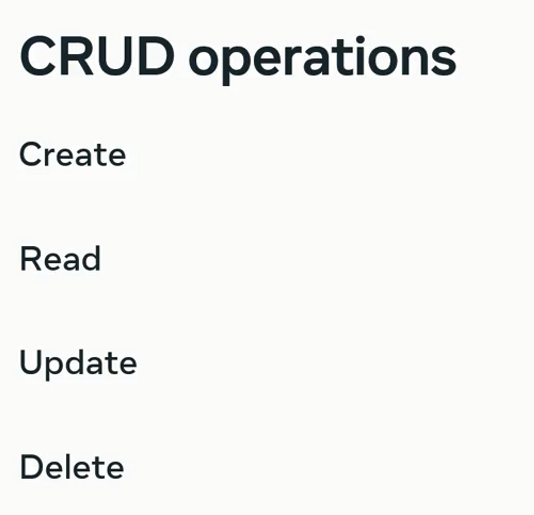 CRUD operations
Create
Read
Update
Delete